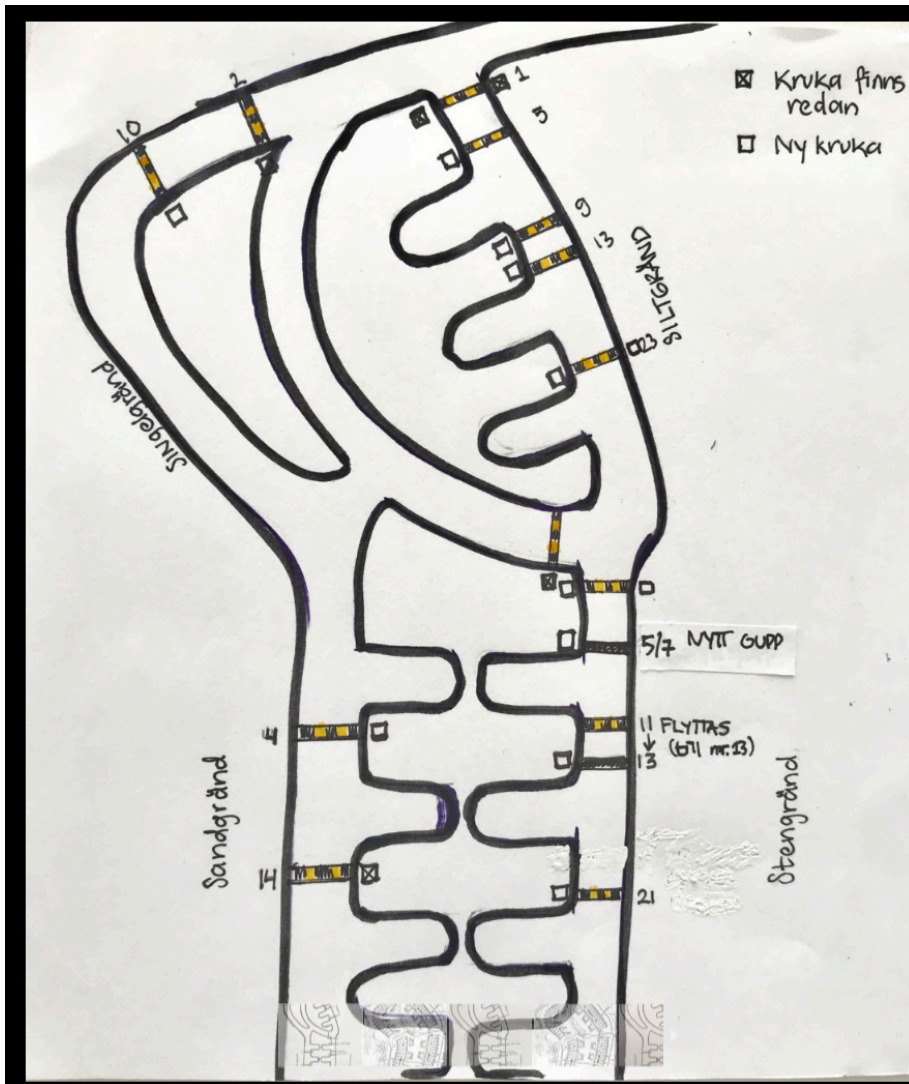 Kruka finns
redan
Ny kruka
1
2
5
10
9
13
SILTGRÄND
23
Singelgränd
5/7 NYTT GUPP
11 FLYTTAS
(till nr. 13)
13
4
Sandgränd
Stengränd
14
21